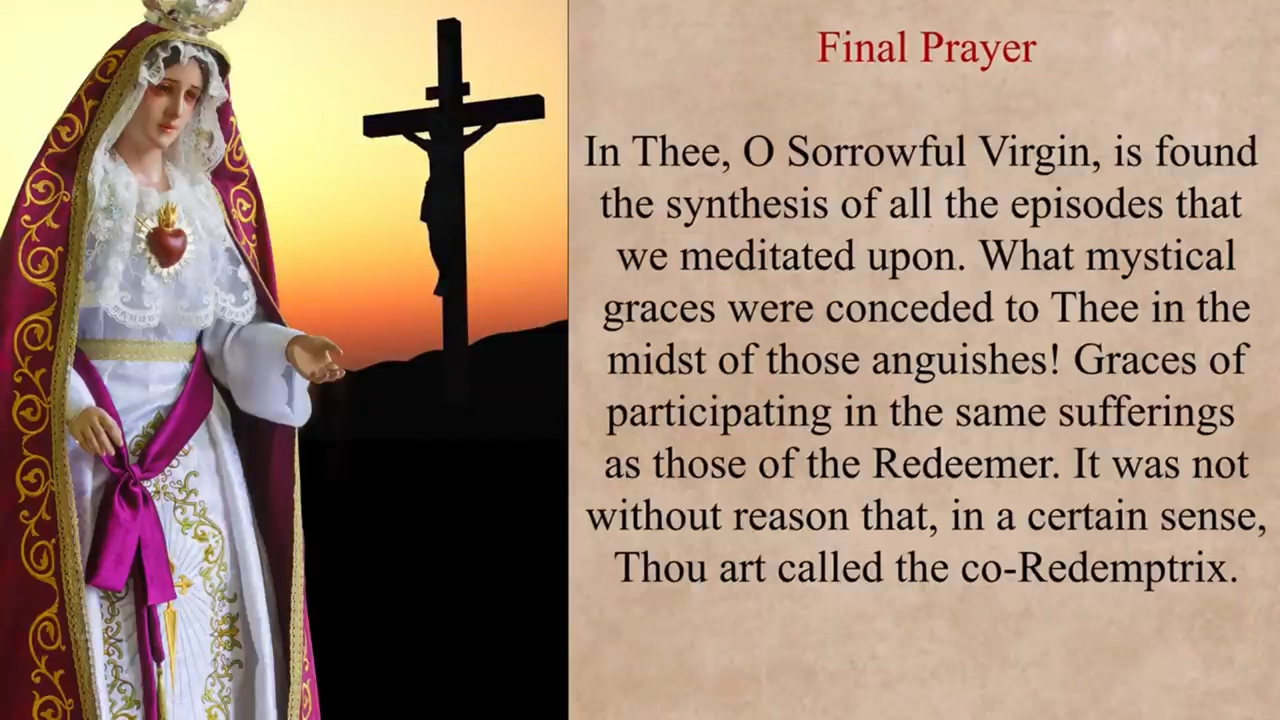 Final Prayer
In Thee, O Sorrowful Virgin, is found
the synthesis of all the episodes that
we meditated upon. What mystical
graces were conceded to Thee in the
midst of those anguishes! Graces of
participating in the same sufferings
as those of the Redeemer. It was not
without reason that, in a certain sense,
Thou art called the co-Redemptrix.